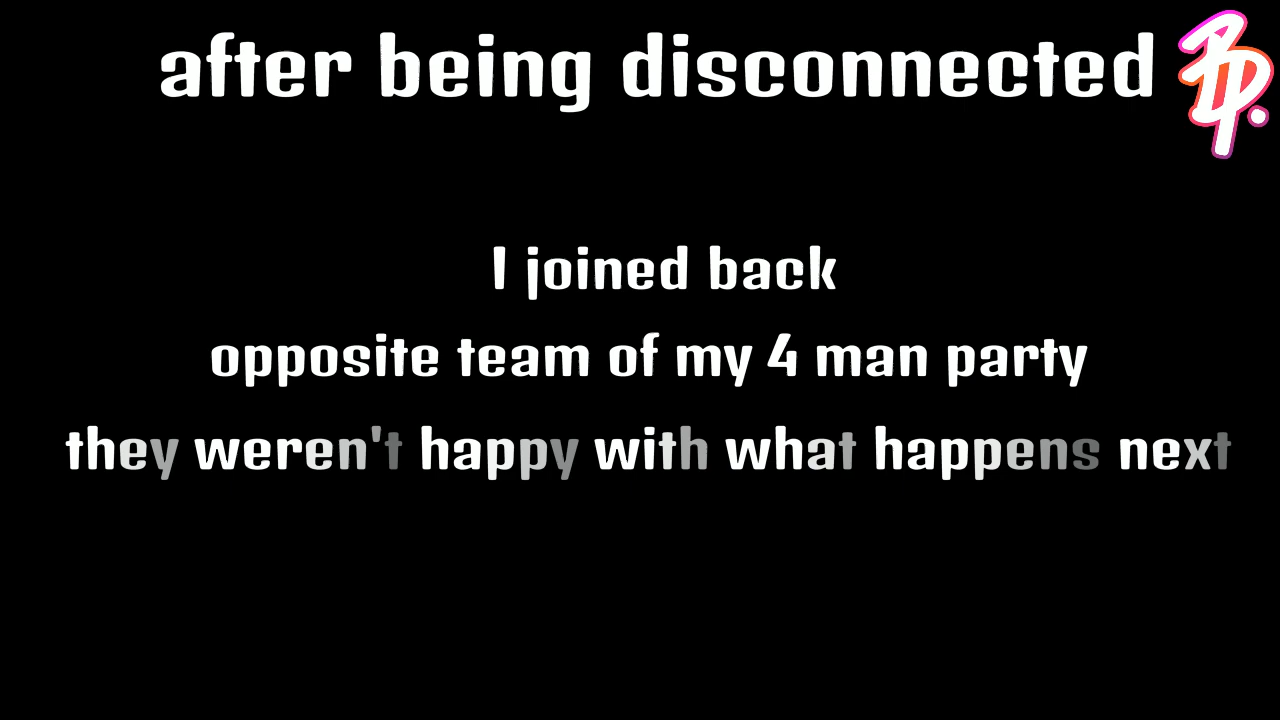 after being disconnected
I joined back
opposite team of my 4 man party
they weren't happy with what happens next